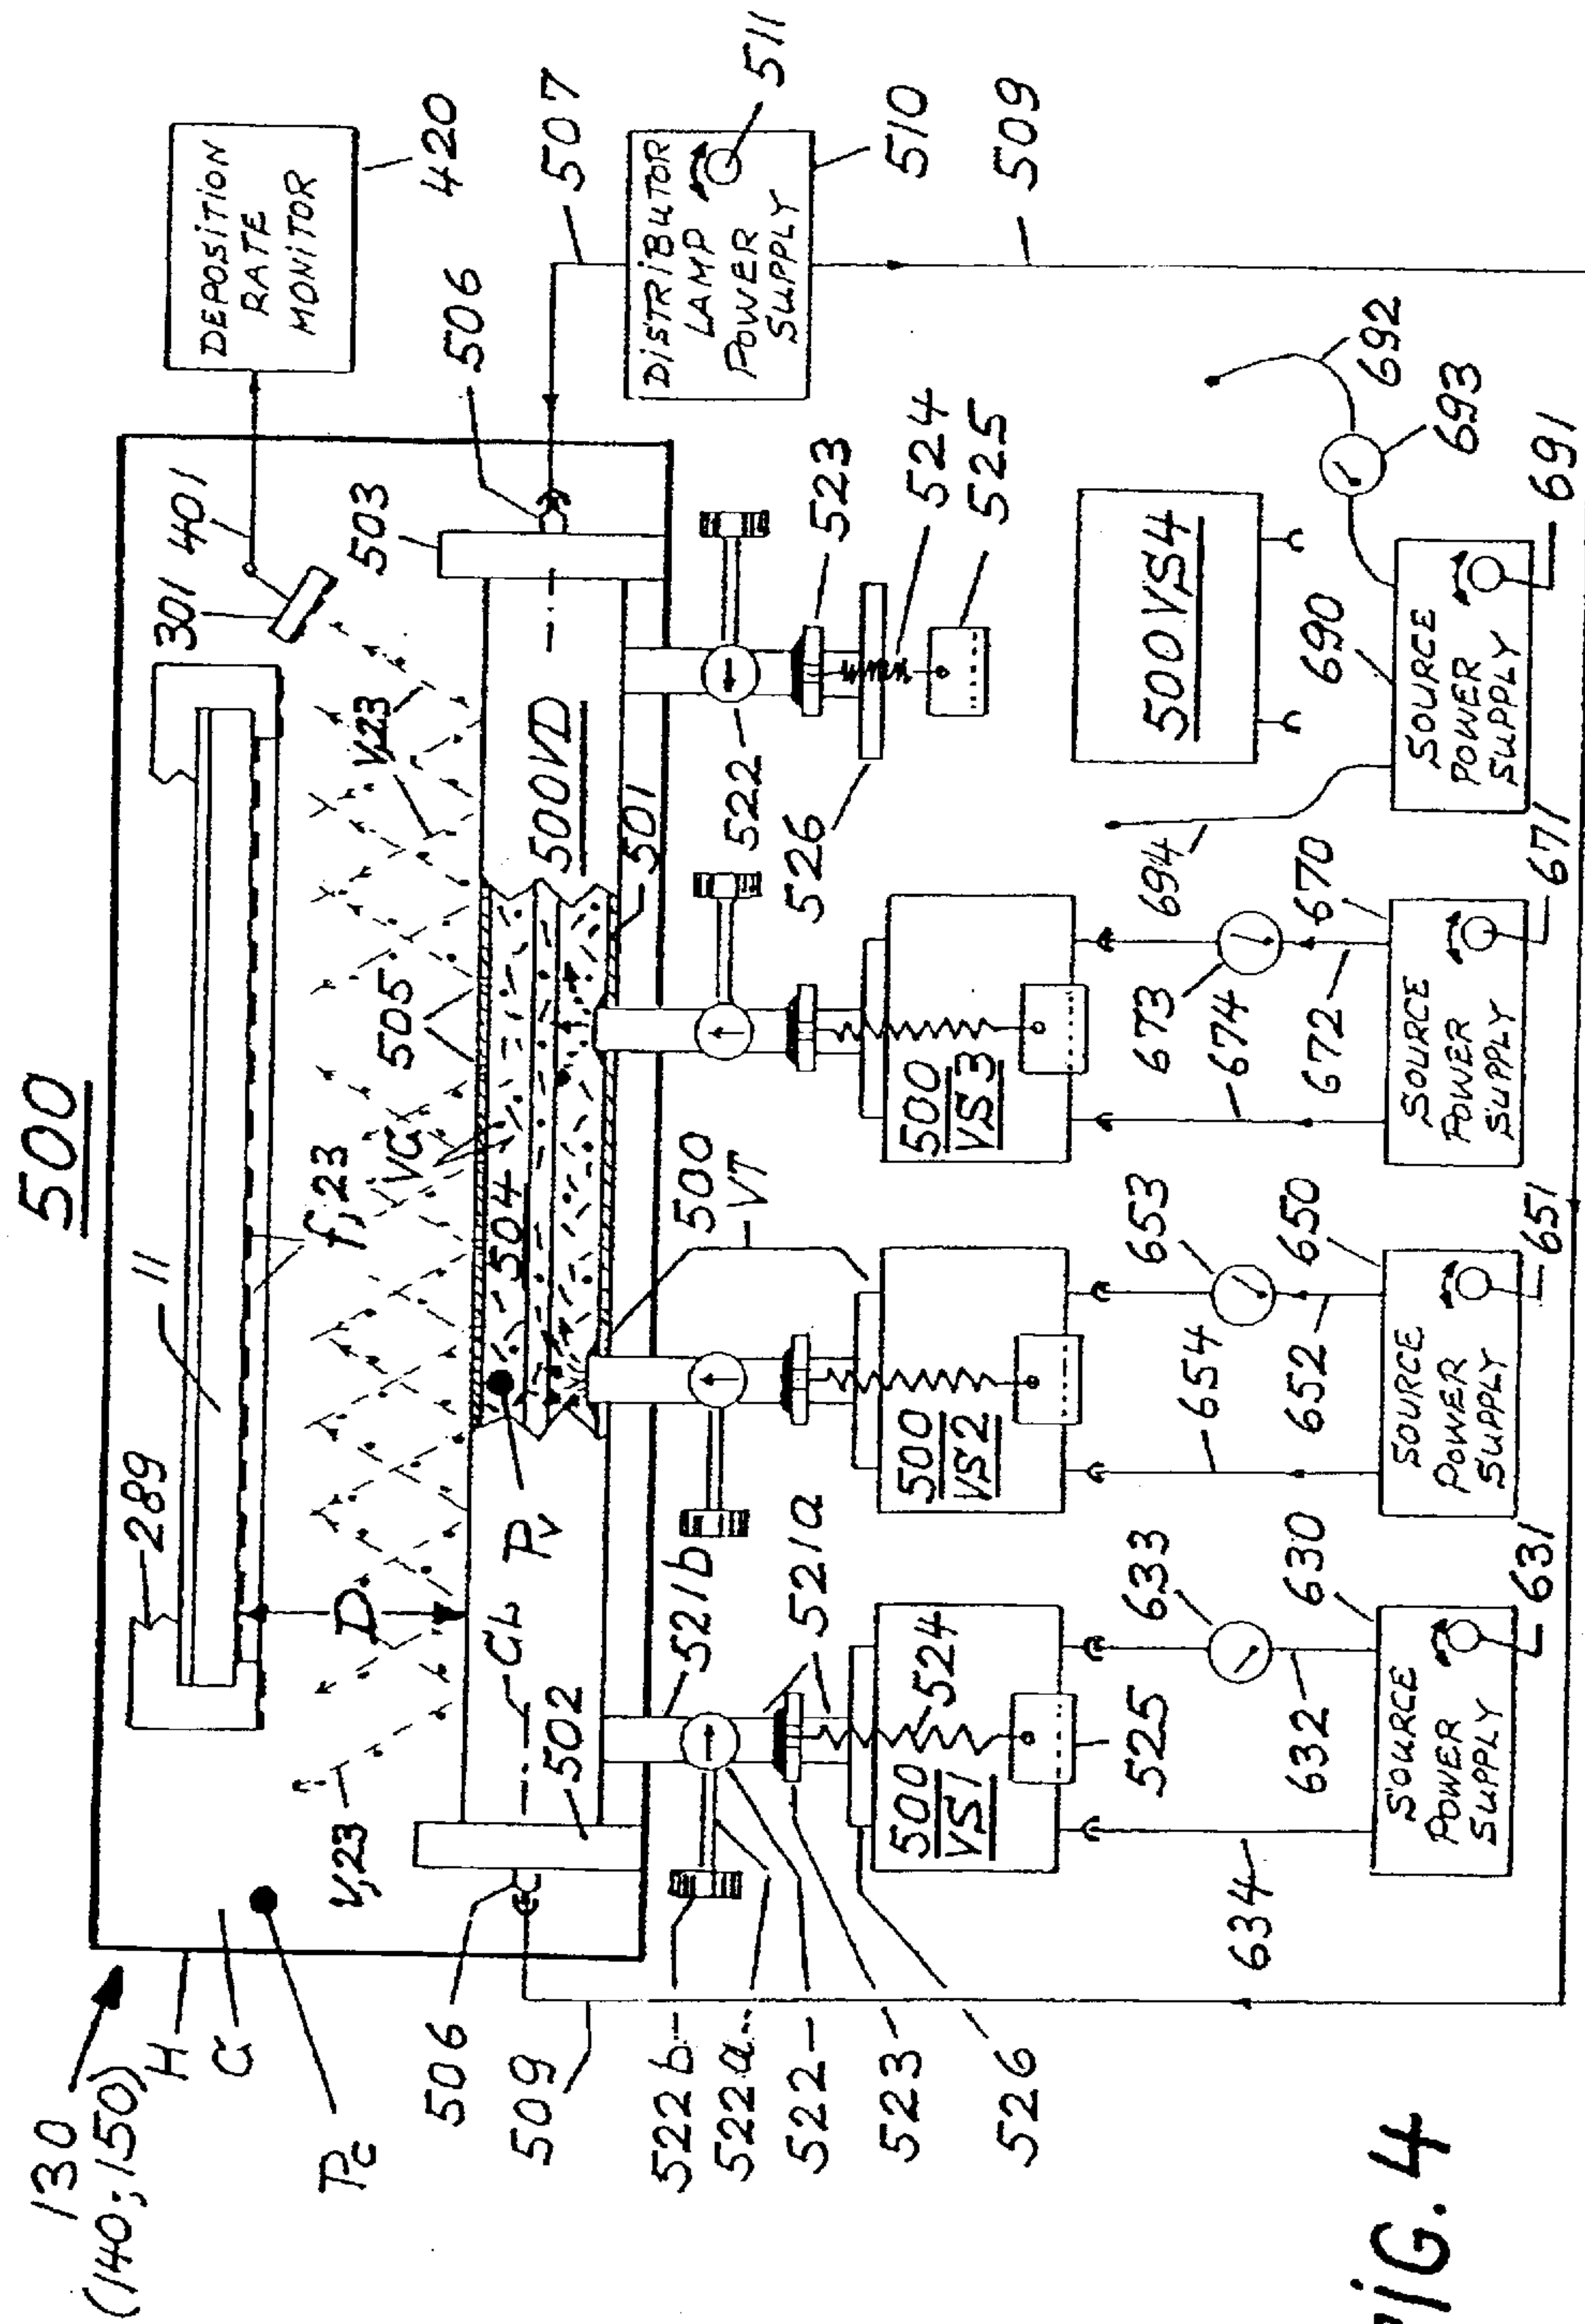 500
130
(140;150)
H
C
Pc
289
11
f,23
D
v,23
v,23
301
401
DEPOSITION
RATE
MONITOR
420
506
507
503
505
VC
504
500VD
501
CL
Pv
502
506
509
DISTRIBUTOR
LAMP
POWER
SUPPLY
511
510
509
500
VT
522b
522a
522
523
526
521b
521a
522
523
524
525
526
500
VS1
524
525
500
VS2
500
VS3
500VS4
633
632
630
634
631
653
654
652
650
651
673
674
672
670
671
694
690
692
693
691
SOURCE
POWER
SUPPLY
SOURCE
POWER
SUPPLY
SOURCE
POWER
SUPPLY
SOURCE
POWER
SUPPLY
FIG. 4